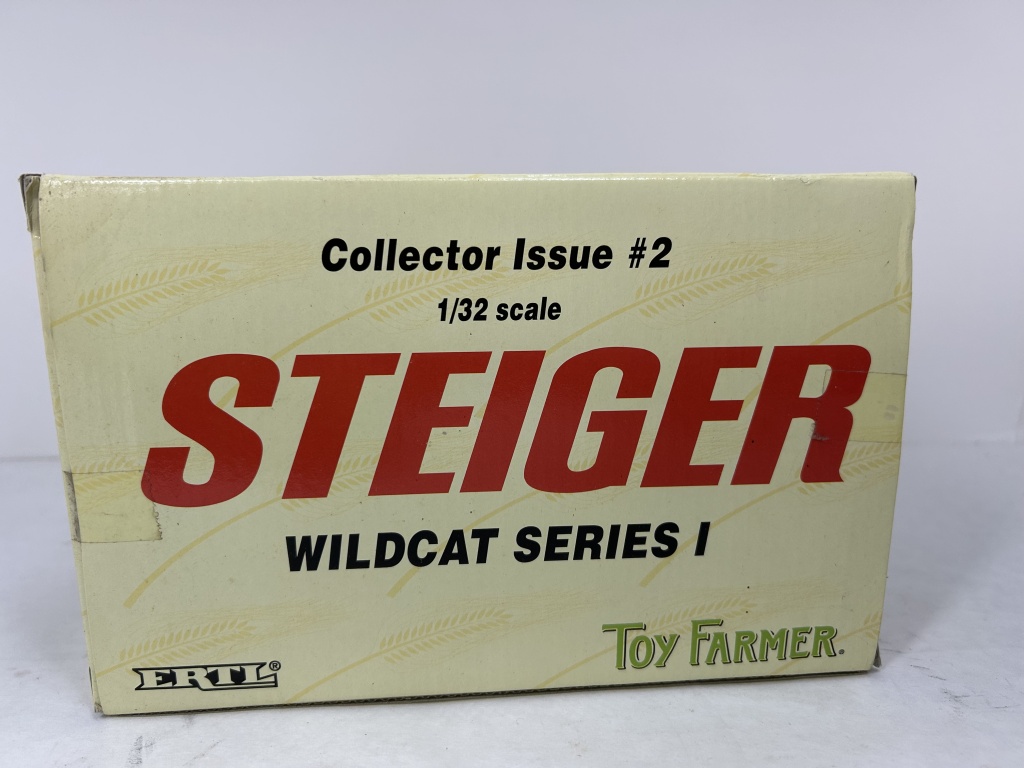 Collector Issue #2
1/32 scale
STEIGER
WILDCAT SERIES I
TOY FARMER.
ERTL®